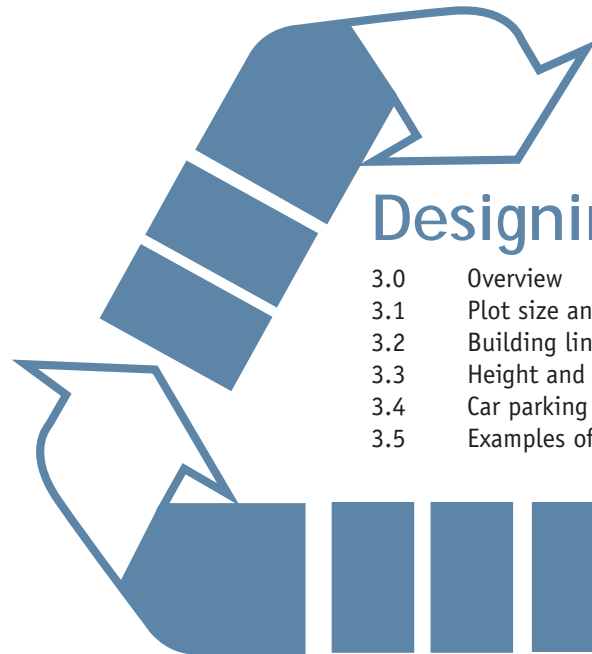 Designi
3.0 Overview
3.1 Plot size an
3.2 Building lin
3.3 Height and
3.4 Car parking
3.5 Examples of